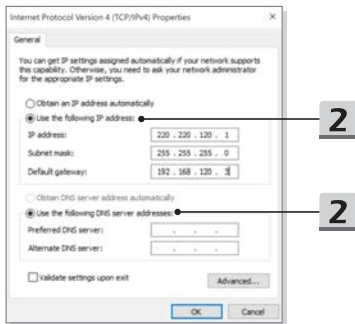 Internet Protocol Version 4 (TCP/IPv4) Properties
General
You can get IP settings assigned automatically if your network supports
this capability. Otherwise, you need to ask your network administrator
for the appropriate IP settings.
Obtain an IP address automatically
Use the following IP address:
2
IP address:
220 . 220 . 120 . 1
Subnet mask:
255 . 255 . 255 . 0
Default gateway:
192 . 168 . 120 . 3
Obtain DNS server address automatically
Use the following DNS server addresses:
2
Preferred DNS server:
. . .
Alternate DNS server:
. . .
Validate settings upon exit
Advanced...
OK
Cancel